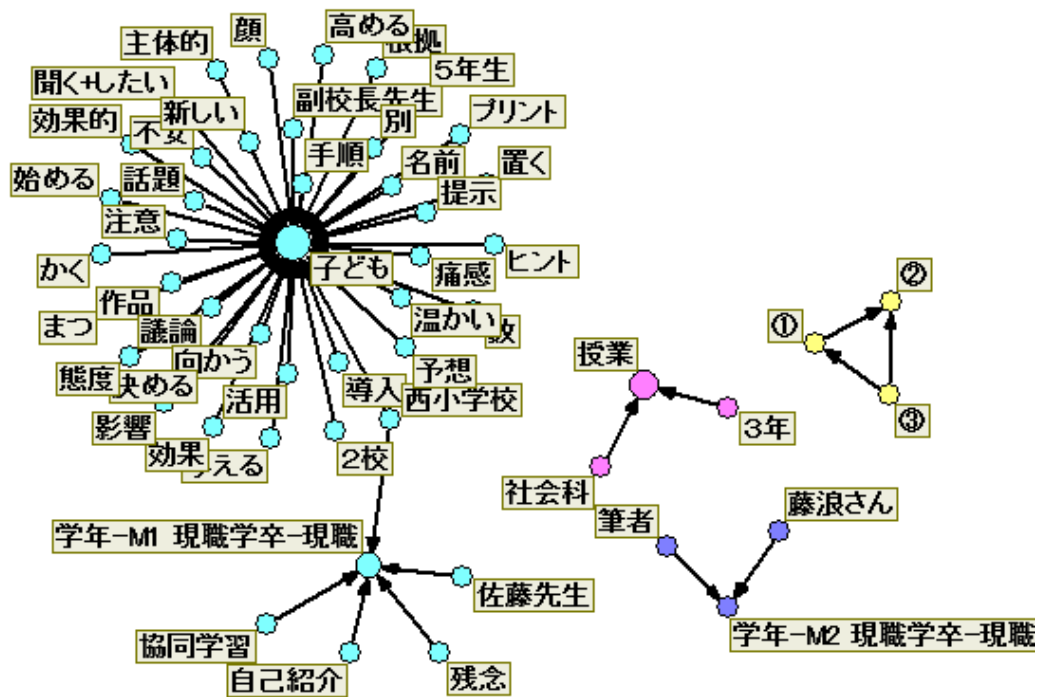 高める
顔
主体的
5年生
聞く+したい
副校長先生
新しい
プリント
効果的
別
手順
名前
置く
始める
話題
提示
注意
子ども
痛感
ヒント
かく
作品
温かい
②
まつ
議論
①
向かう
予想
授業
態度
決める
導入
西小学校
活用
影響
3年
③
効果
2校
社会科
藤浪さん
筆者
学年-M1 現職学卒-現職
佐藤先生
学年-M2 現職学卒-現職
協同学習
自己紹介
残念